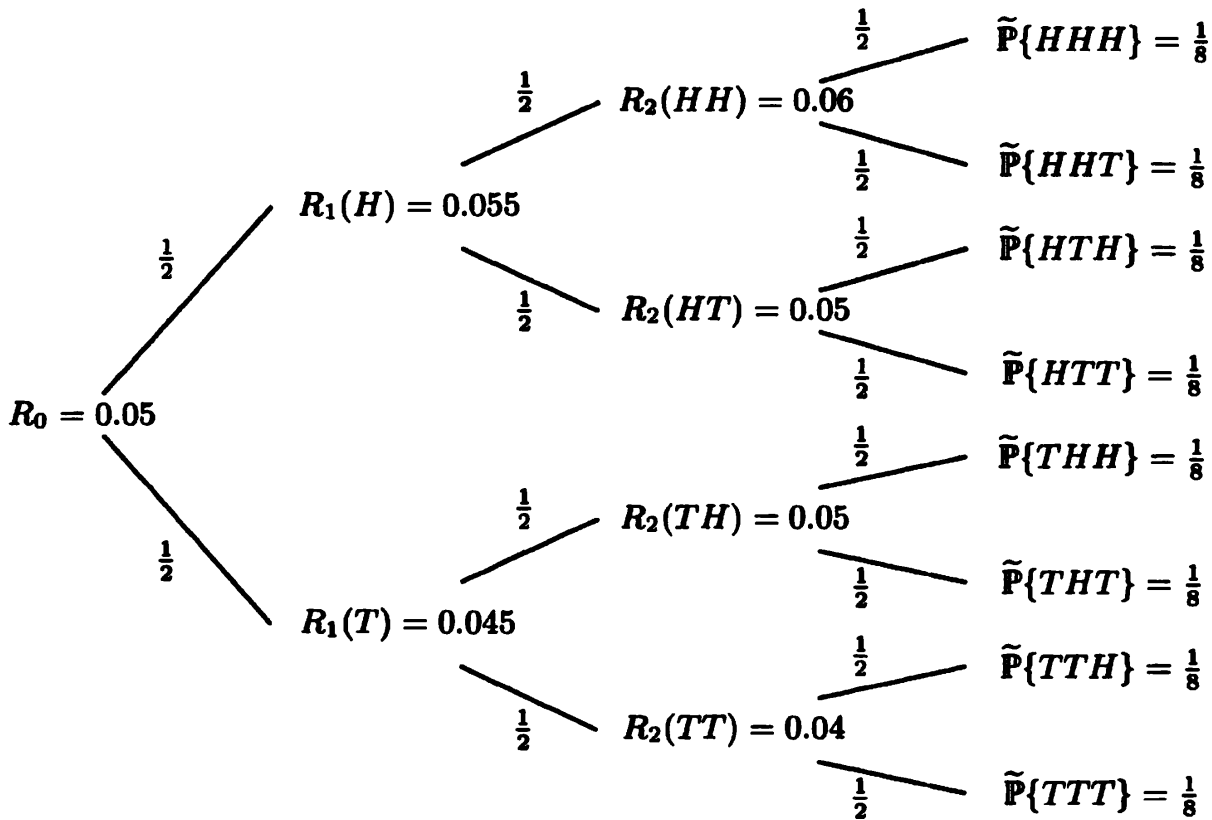 1/2
P̃{HHH} = 1/8
1/2
R₂(HH) = 0.06
1/2
P̃{HHT} = 1/8
R₁(H) = 0.055
1/2
P̃{HTH} = 1/8
1/2
1/2
R₂(HT) = 0.05
1/2
P̃{HTT} = 1/8
R₀ = 0.05
1/2
P̃{THH} = 1/8
1/2
R₂(TH) = 0.05
1/2
1/2
P̃{THT} = 1/8
R₁(T) = 0.045
1/2
P̃{TTH} = 1/8
1/2
R₂(TT) = 0.04
1/2
P̃{TTT} = 1/8